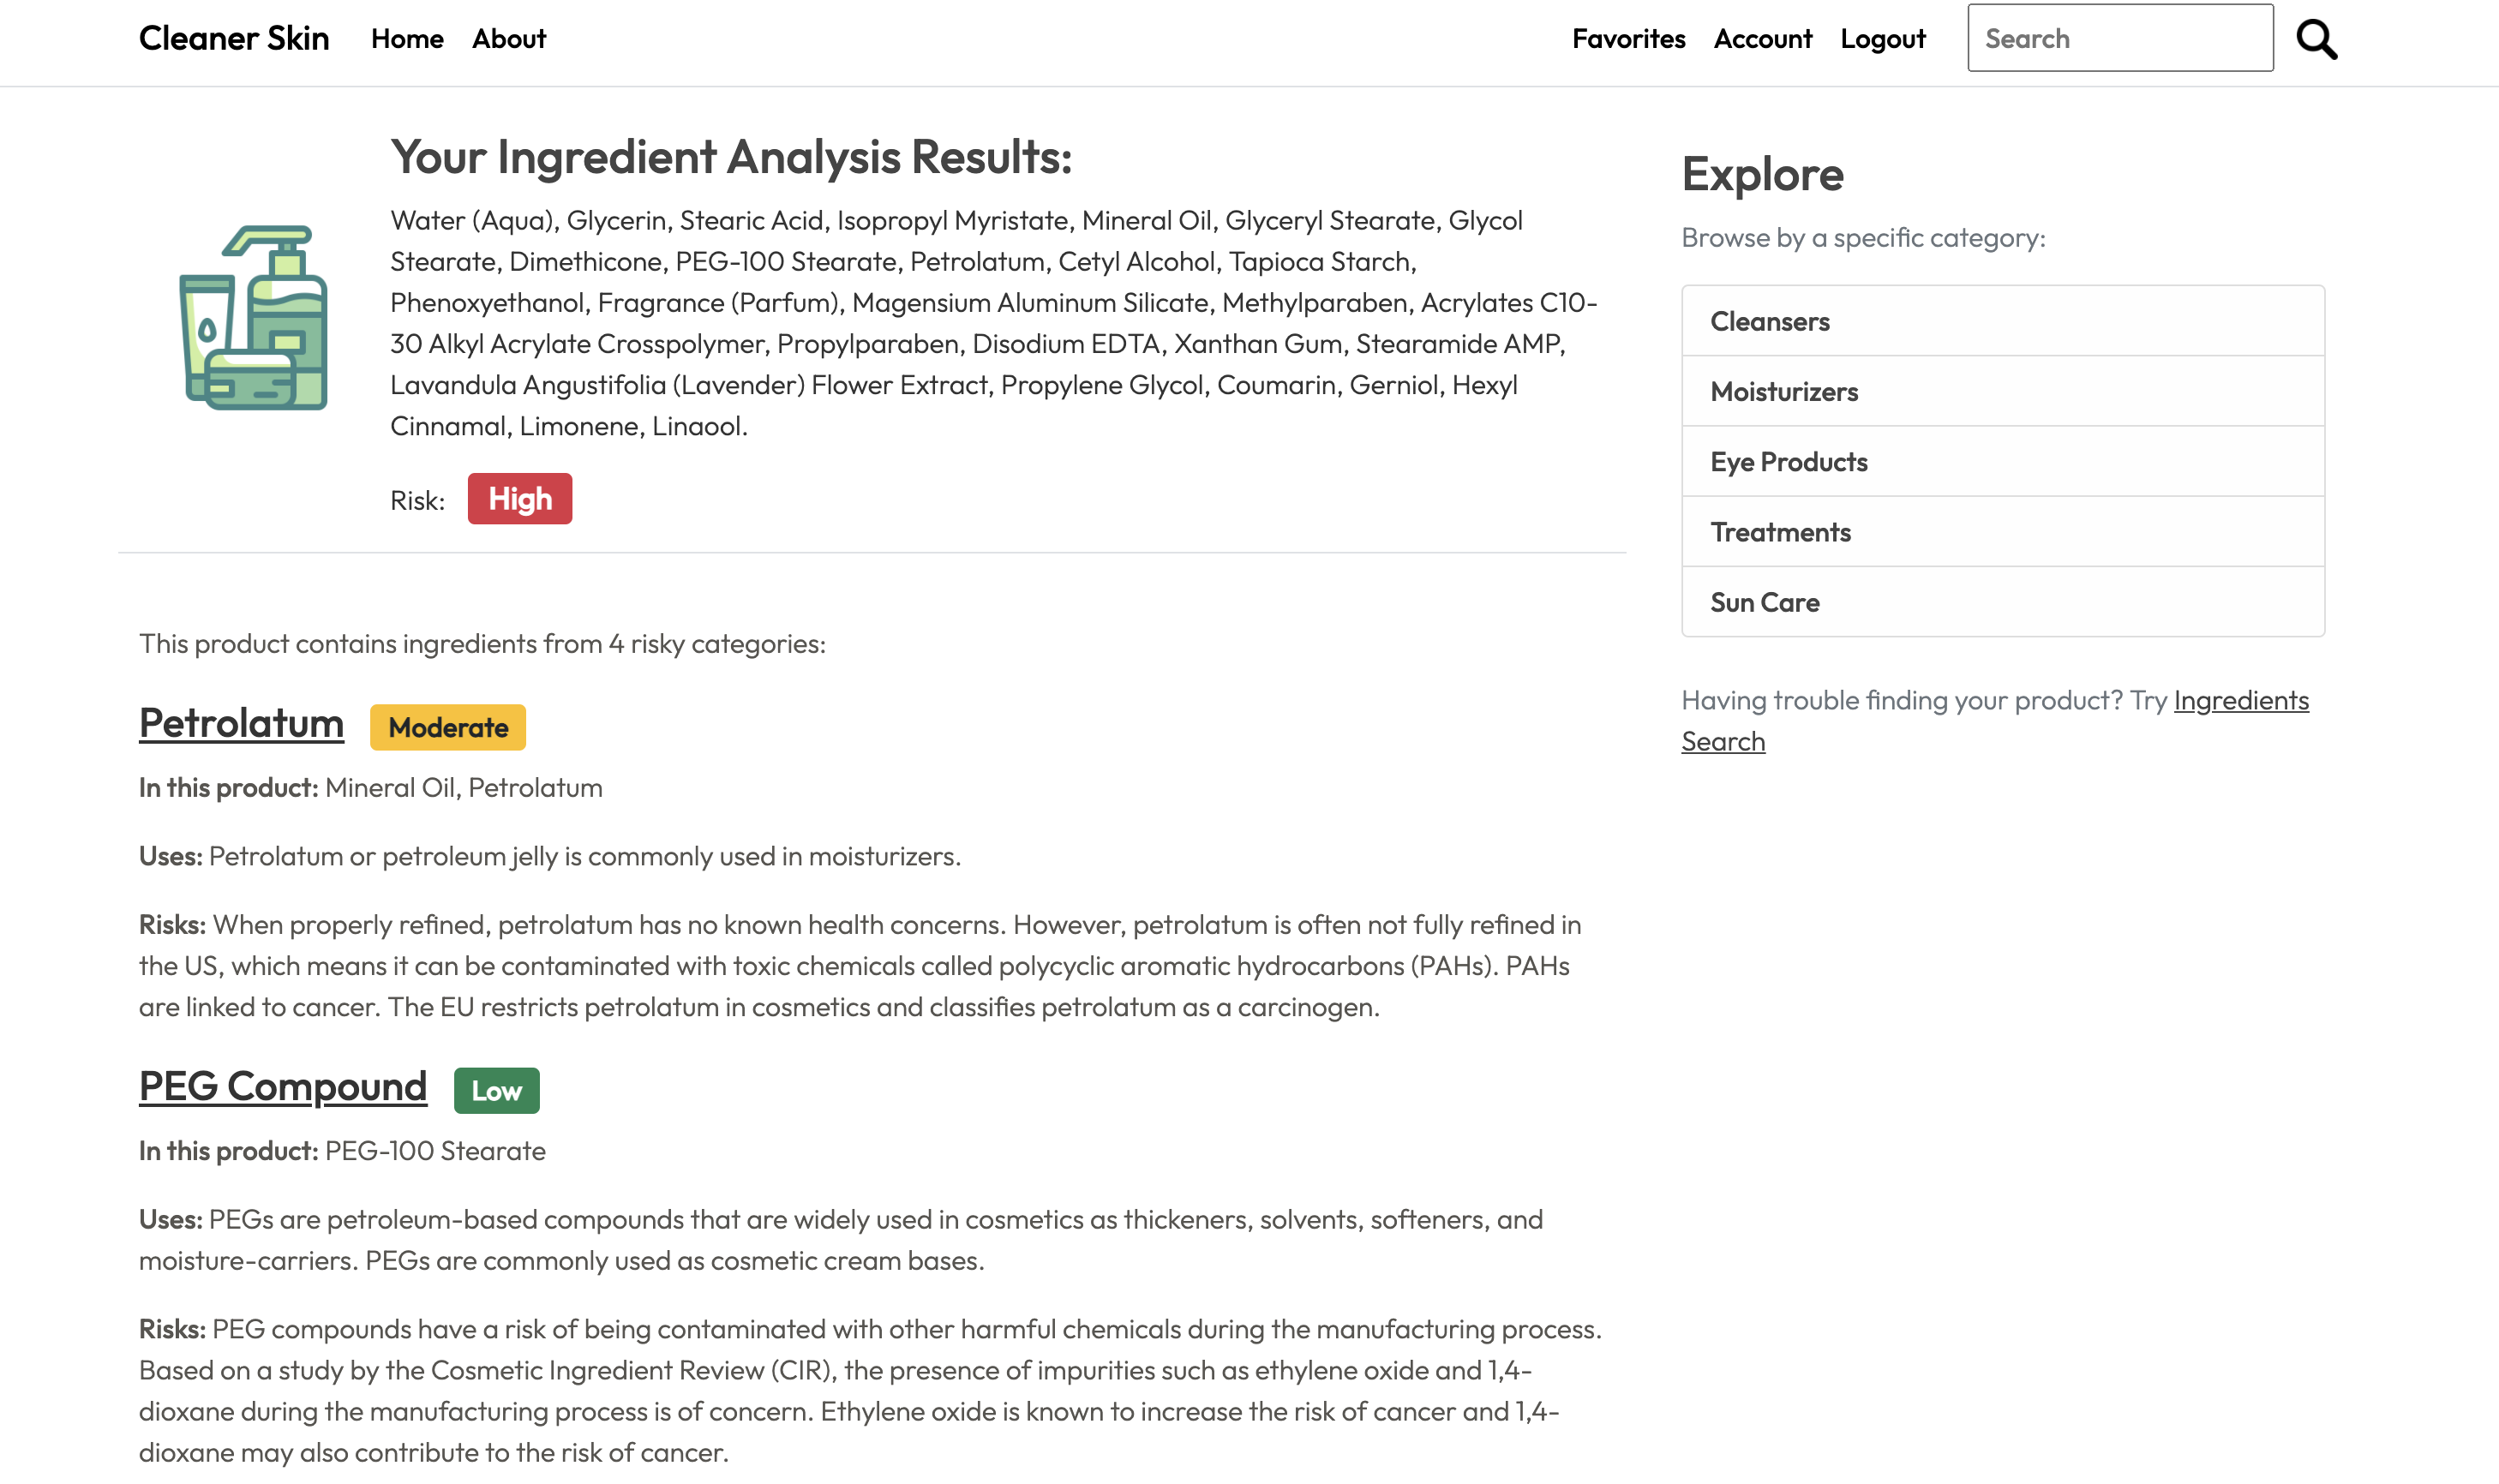 Cleaner Skin Home About Favorites Account Logout Search
Your Ingredient Analysis Results:
Water (Aqua), Glycerin, Stearic Acid, Isopropyl Myristate, Mineral Oil, Glyceryl Stearate, Glycol
Stearate, Dimethicone, PEG-100 Stearate, Petrolatum, Cetyl Alcohol, Tapioca Starch,
Phenoxyethanol, Fragrance (Parfum), Magensium Aluminum Silicate, Methylparaben, Acrylates C10-
30 Alkyl Acrylate Crosspolymer, Propylparaben, Disodium EDTA, Xanthan Gum, Stearamide AMP,
Lavandula Angustifolia (Lavender) Flower Extract, Propylene Glycol, Coumarin, Gerniol, Hexyl
Cinnamal, Limonene, Linaool.
Risk: High
This product contains ingredients from 4 risky categories:
Petrolatum Moderate
In this product: Mineral Oil, Petrolatum
Uses: Petrolatum or petroleum jelly is commonly used in moisturizers.
Risks: When properly refined, petrolatum has no known health concerns. However, petrolatum is often not fully refined in
the US, which means it can be contaminated with toxic chemicals called polycyclic aromatic hydrocarbons (PAHs). PAHs
are linked to cancer. The EU restricts petrolatum in cosmetics and classifies petrolatum as a carcinogen.
PEG Compound Low
In this product: PEG-100 Stearate
Uses: PEGs are petroleum-based compounds that are widely used in cosmetics as thickeners, solvents, softeners, and
moisture-carriers. PEGs are commonly used as cosmetic cream bases.
Risks: PEG compounds have a risk of being contaminated with other harmful chemicals during the manufacturing process.
Based on a study by the Cosmetic Ingredient Review (CIR), the presence of impurities such as ethylene oxide and 1,4-
dioxane during the manufacturing process is of concern. Ethylene oxide is known to increase the risk of cancer and 1,4-
dioxane may also contribute to the risk of cancer.
Explore
Browse by a specific category:
Cleansers
Moisturizers
Eye Products
Treatments
Sun Care
Having trouble finding your product? Try Ingredients
Search